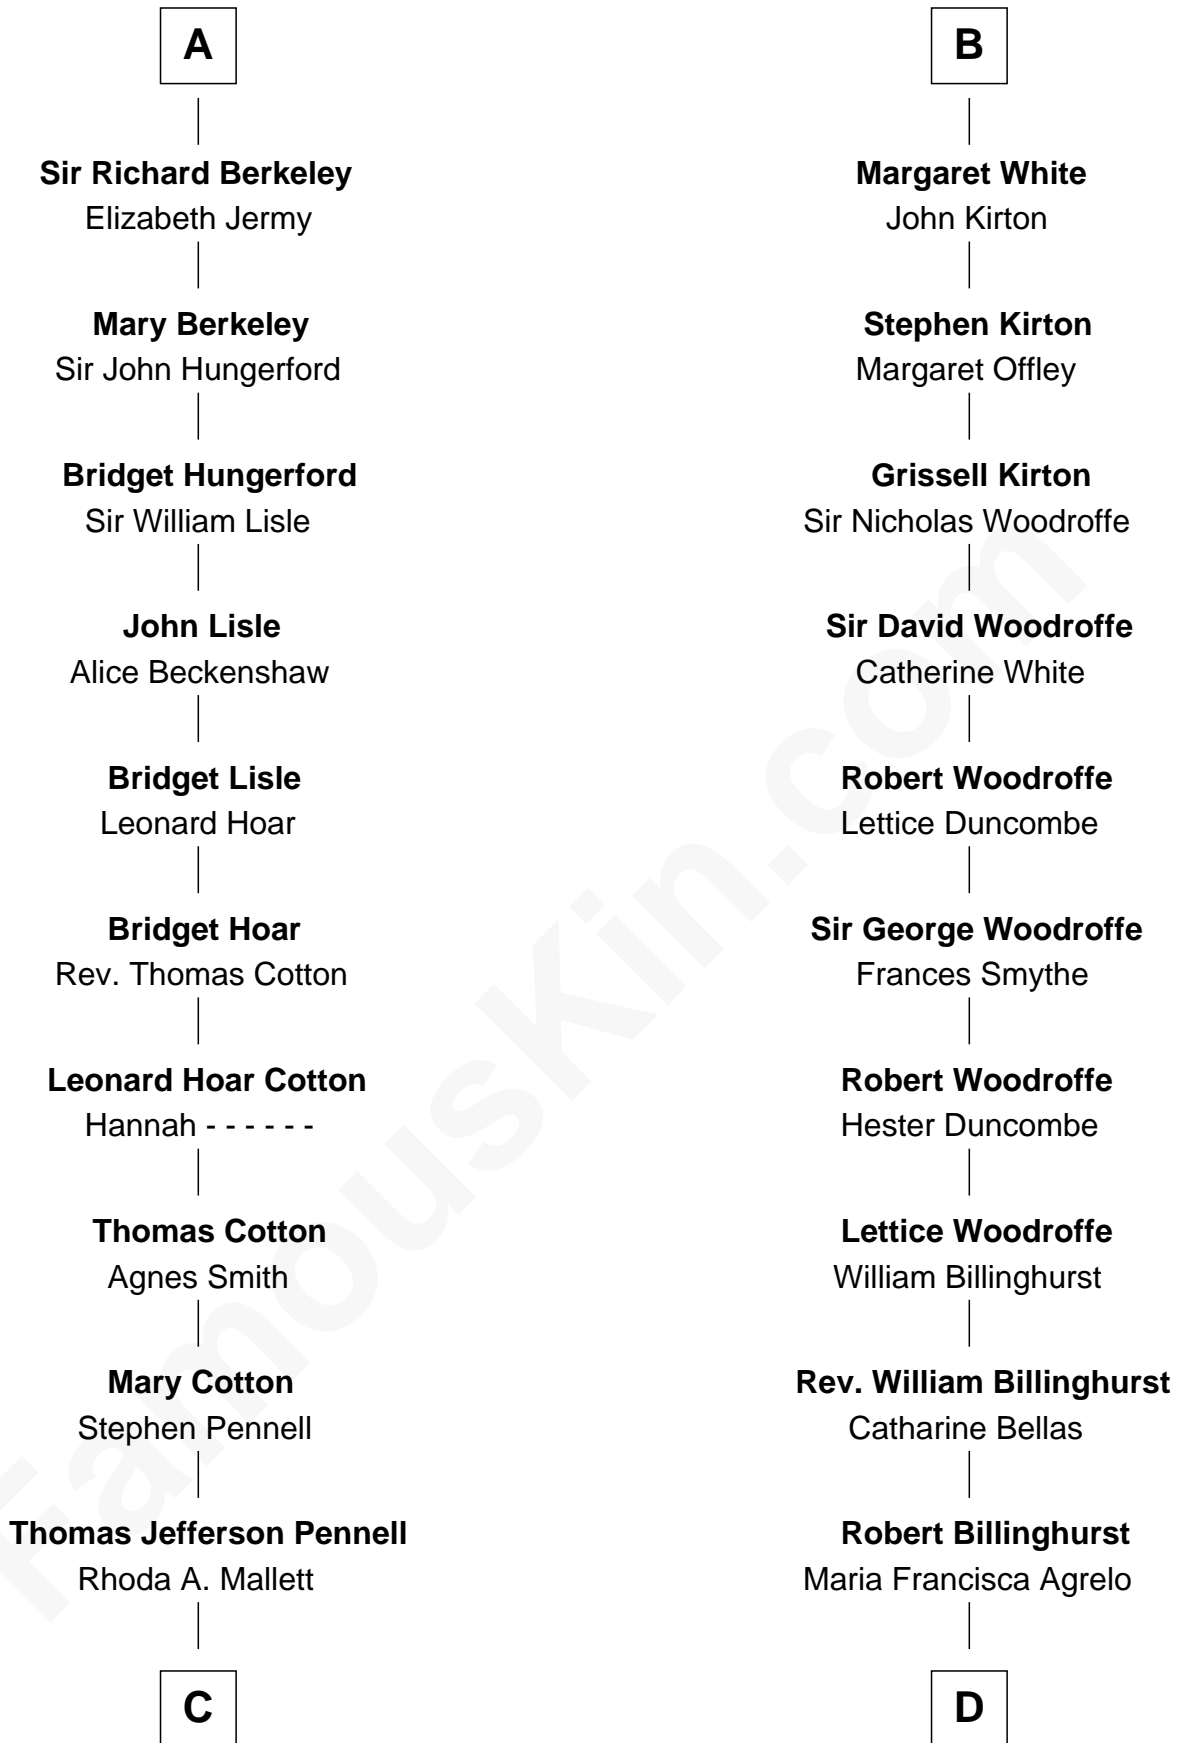 A
Sir Richard Berkeley
Elizabeth Jermy
Mary Berkeley
Sir John Hungerford
Bridget Hungerford
Sir William Lisle
John Lisle
Alice Beckenshaw
Bridget Lisle
Leonard Hoar
Bridget Hoar
Rev. Thomas Cotton
Leonard Hoar Cotton
Hannah - - - - - -
Thomas Cotton
Agnes Smith
Mary Cotton
Stephen Pennell
Thomas Jefferson Pennell
Rhoda A. Mallett
C
B
Margaret White
John Kirton
Stephen Kirton
Margaret Offley
Grissell Kirton
Sir Nicholas Woodroffe
Sir David Woodroffe
Catherine White
Robert Woodroffe
Lettice Duncombe
Sir George Woodroffe
Frances Smythe
Robert Woodroffe
Hester Duncombe
Lettice Woodroffe
William Billinghurst
Rev. William Billinghurst
Catharine Bellas
Robert Billinghurst
Maria Francisca Agrelo
D
FamousKin.com